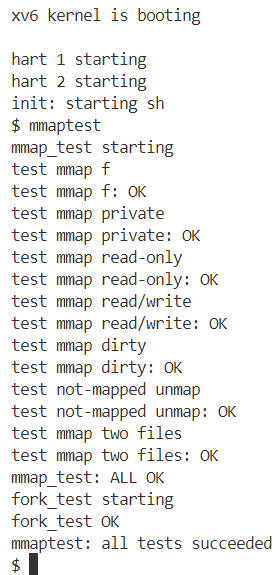 xv6 kernel is booting
hart 1 starting
hart 2 starting
init: starting sh
$ mmaptest
mmap_test starting
test mmap f
test mmap f: OK
test mmap private
test mmap private: OK
test mmap read-only
test mmap read-only: OK
test mmap read/write
test mmap read/write: OK
test mmap dirty
test mmap dirty: OK
test not-mapped unmap
test not-mapped unmap: OK
test mmap two files
test mmap two files: OK
mmap_test: ALL OK
fork_test starting
fork_test OK
mmaptest: all tests succeeded
$